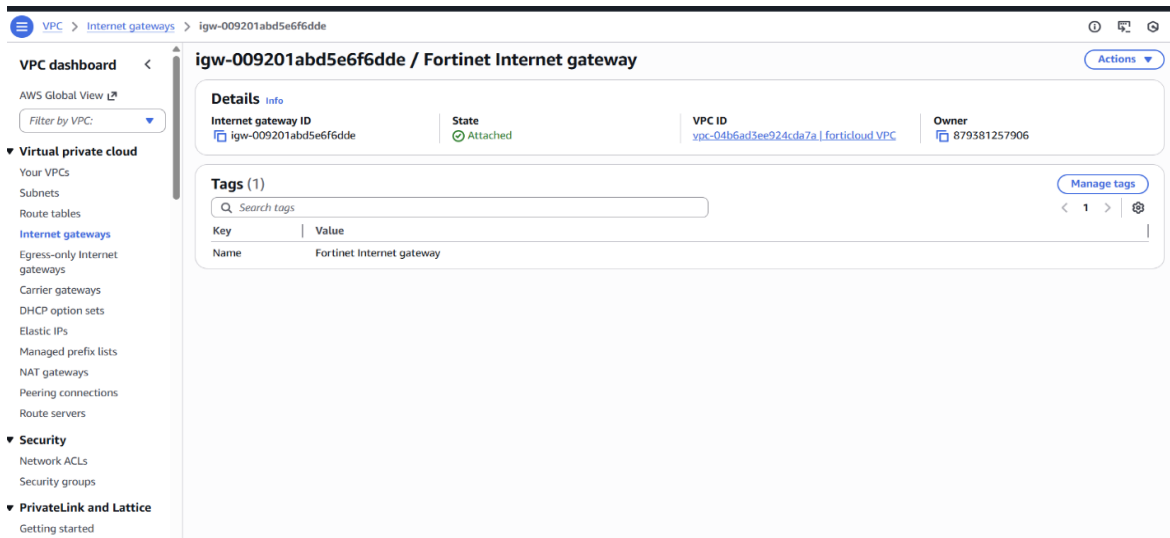 VPC > Internet gateways > igw-009201abd5e6f6dde
VPC dashboard
AWS Global View
Filter by VPC:
Virtual private cloud
Your VPCs
Subnets
Route tables
Internet gateways
Egress-only Internet
gateways
Carrier gateways
DHCP option sets
Elastic IPs
Managed prefix lists
NAT gateways
Peering connections
Route servers
Security
Network ACLs
Security groups
PrivateLink and Lattice
Getting started
igw-009201abd5e6f6dde / Fortinet Internet gateway
Actions
Details Info
Internet gateway ID
igw-009201abd5e6f6dde
State
Attached
VPC ID
vpc-04b6ad3ee924cda7a | forticloud VPC
Owner
879381257906
Tags (1)
Manage tags
Search tags
< 1 >
Key Value
Name Fortinet Internet gateway